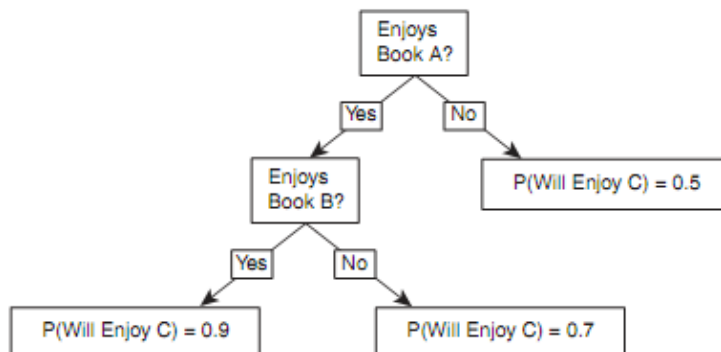 Enjoys
Book A?
Yes
No
Enjoys
Book B?
P(Will Enjoy C) = 0.5
Yes
No
P(Will Enjoy C) = 0.9
P(Will Enjoy C) = 0.7